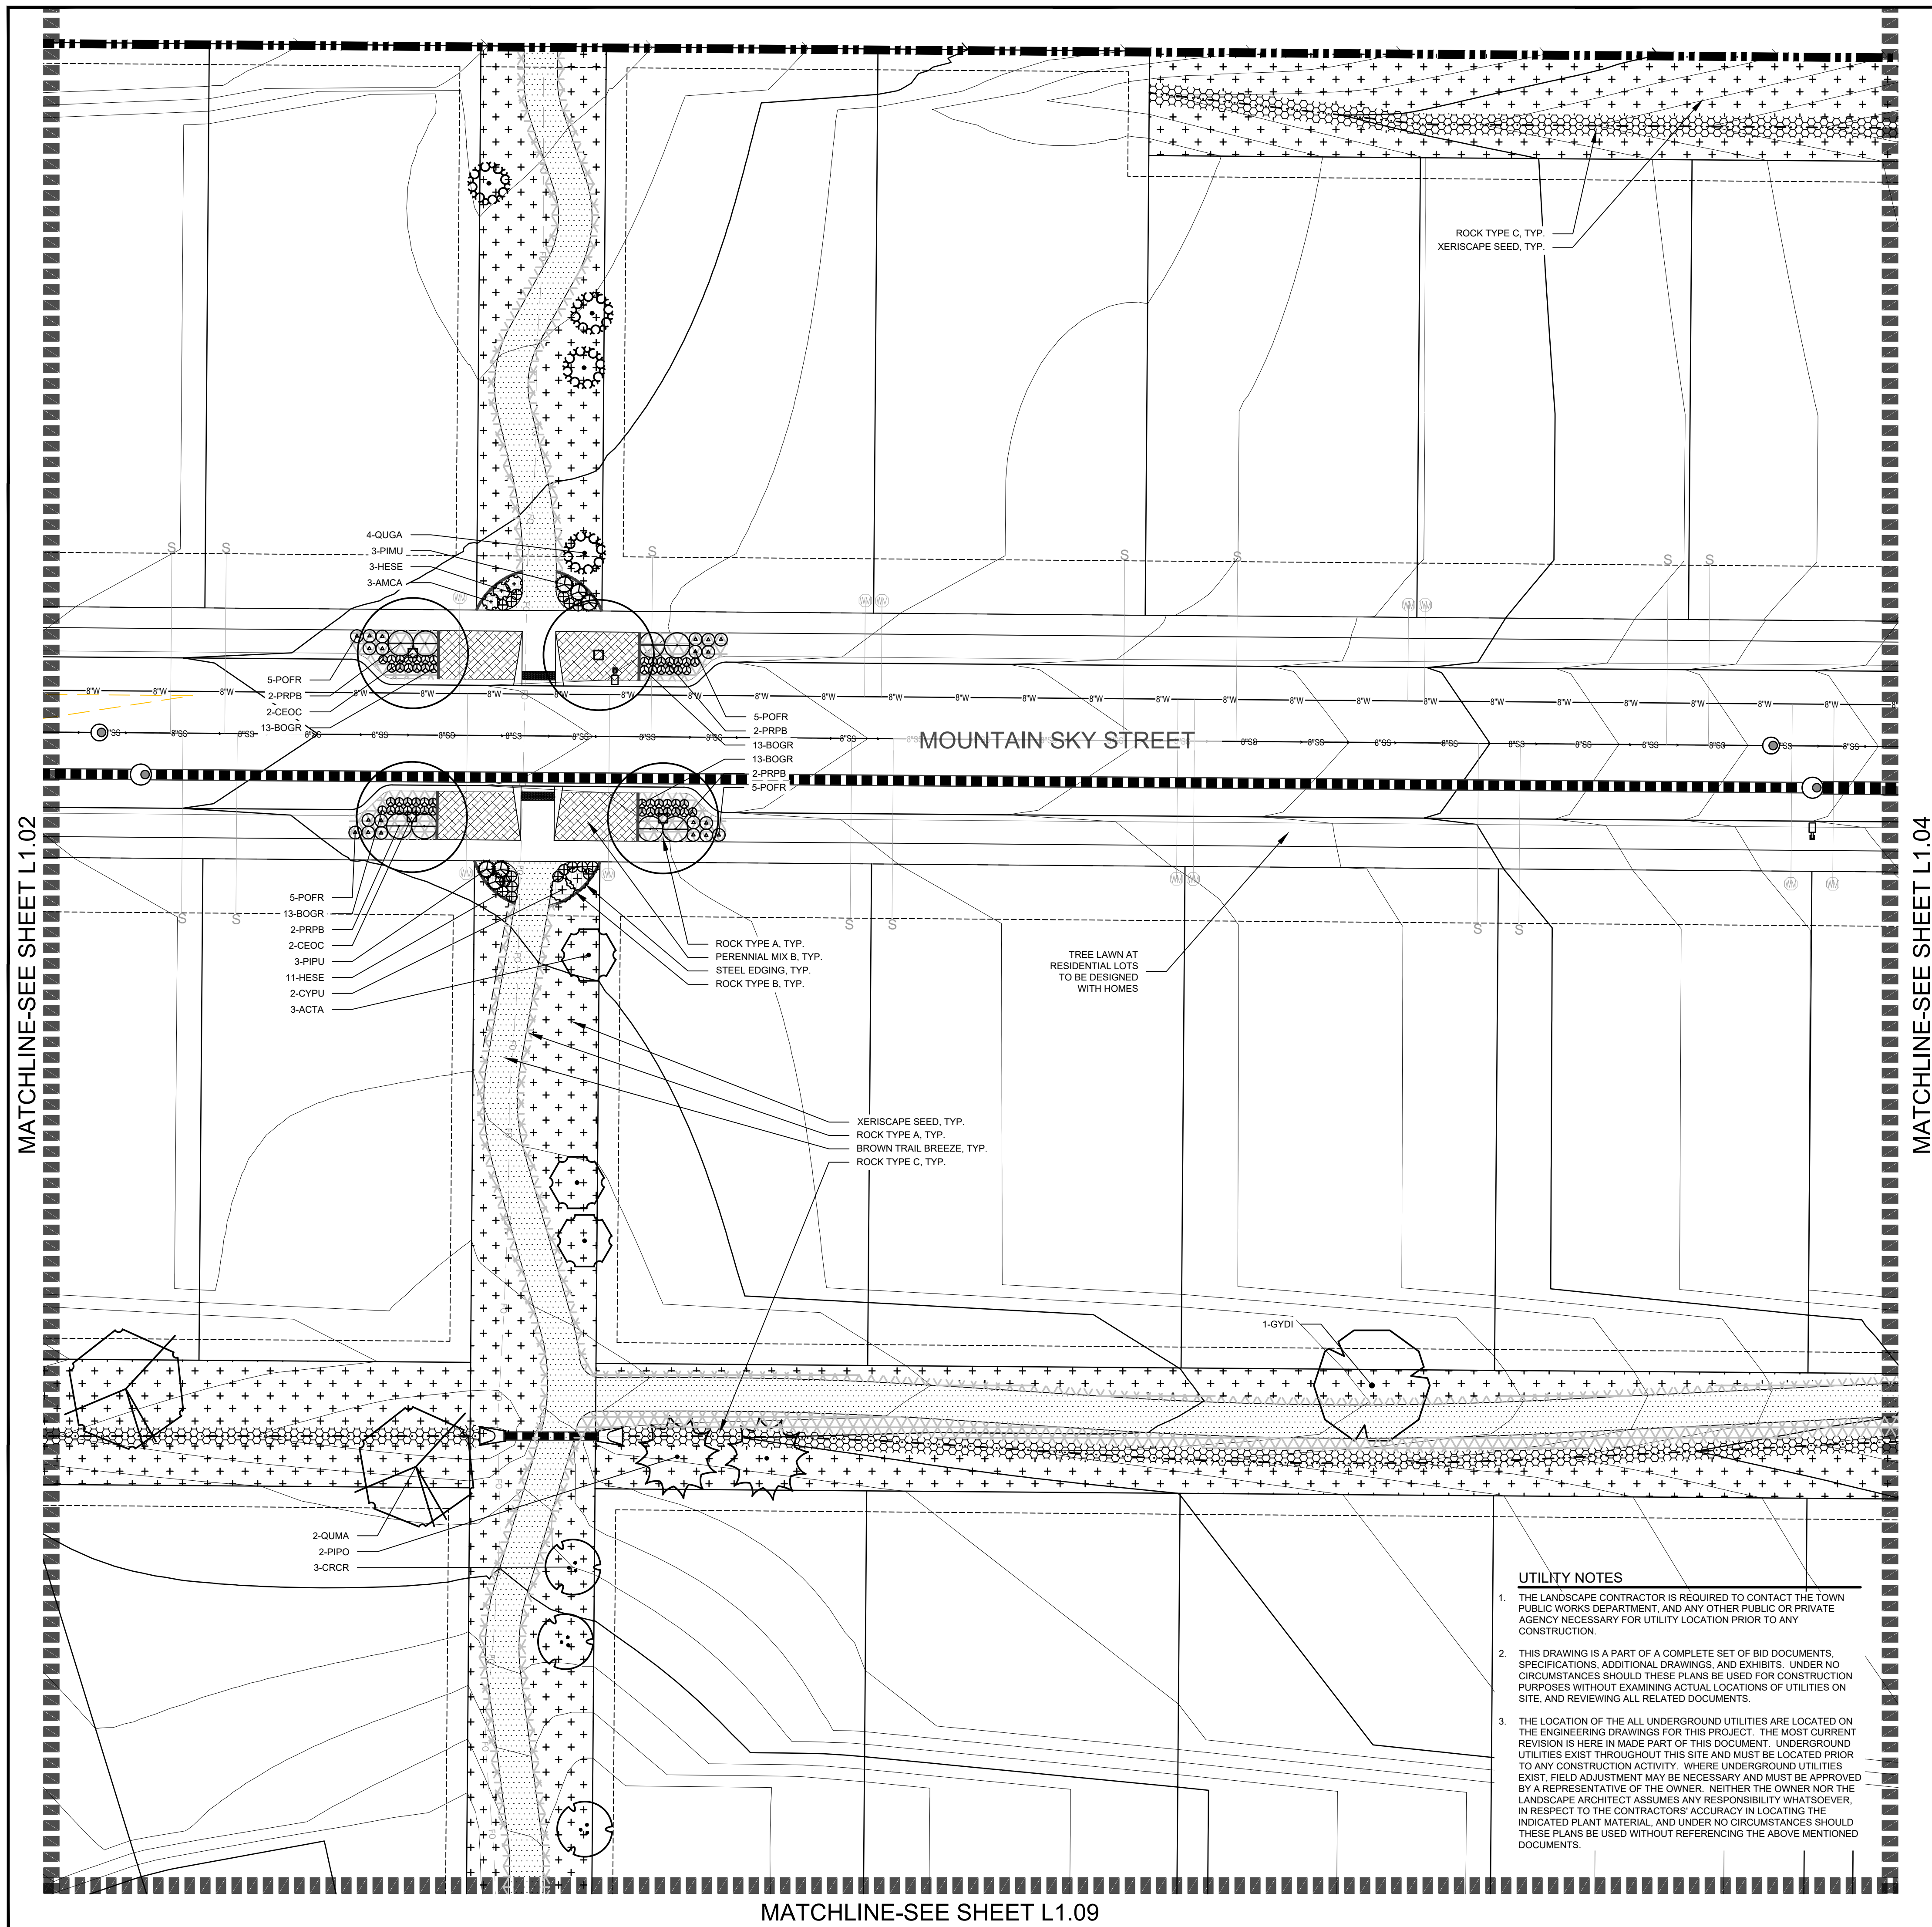 ROCK TYPE C, TYP.
XERISCAPE SEED, TYP.
4-QUGA
3-PIMU
3-HESE
3-AMCA
5-POFR
2-PRPB
2-CEOC
13-BOGR
5-POFR
2-PRPB
13-BOGR
13-BOGR
2-PRPB
5-POFR
MOUNTAIN SKY STREET
5-POFR
13-BOGR
2-PRPB
2-CEOC
3-PIPU
11-HESE
2-CYPU
3-ACTA
ROCK TYPE A, TYP.
PERENNIAL MIX B, TYP.
STEEL EDGING, TYP.
ROCK TYPE B, TYP.
TREE LAWN AT
RESIDENTIAL LOTS
TO BE DESIGNED
WITH HOMES
MATCHLINE-SEE SHEET L1.02
MATCHLINE-SEE SHEET L1.04
XERISCAPE SEED, TYP.
ROCK TYPE A, TYP.
BROWN TRAIL BREEZE, TYP.
ROCK TYPE C, TYP.
1-GYDI
2-QUMA
2-PIPO
3-CRCR
UTILITY NOTES
1. THE LANDSCAPE CONTRACTOR IS REQUIRED TO CONTACT THE TOWN
PUBLIC WORKS DEPARTMENT, AND ANY OTHER PUBLIC OR PRIVATE
AGENCY NECESSARY FOR UTILITY LOCATION PRIOR TO ANY
CONSTRUCTION.
2. THIS DRAWING IS A PART OF A COMPLETE SET OF BID DOCUMENTS,
SPECIFICATIONS, ADDITIONAL DRAWINGS, AND EXHIBITS. UNDER NO
CIRCUMSTANCES SHOULD THESE PLANS BE USED FOR CONSTRUCTION
PURPOSES WITHOUT EXAMINING ACTUAL LOCATIONS OF UTILITIES ON
SITE, AND REVIEWING ALL RELATED DOCUMENTS.
3. THE LOCATION OF THE ALL UNDERGROUND UTILITIES ARE LOCATED ON
THE ENGINEERING DRAWINGS FOR THIS PROJECT. THE MOST CURRENT
REVISION IS HERE IN MADE PART OF THIS DOCUMENT. UNDERGROUND
UTILITIES EXIST THROUGHOUT THIS SITE AND MUST BE LOCATED PRIOR
TO ANY CONSTRUCTION ACTIVITY. WHERE UNDERGROUND UTILITIES
EXIST, FIELD ADJUSTMENT MAY BE NECESSARY AND MUST BE APPROVED
BY A REPRESENTATIVE OF THE OWNER. NEITHER THE OWNER NOR THE
LANDSCAPE ARCHITECT ASSUMES ANY RESPONSIBILITY WHATSOEVER,
IN RESPECT TO THE CONTRACTORS' ACCURACY IN LOCATING THE
INDICATED PLANT MATERIAL, AND UNDER NO CIRCUMSTANCES SHOULD
THESE PLANS BE USED WITHOUT REFERENCING THE ABOVE MENTIONED
DOCUMENTS.
MATCHLINE-SEE SHEET L1.09